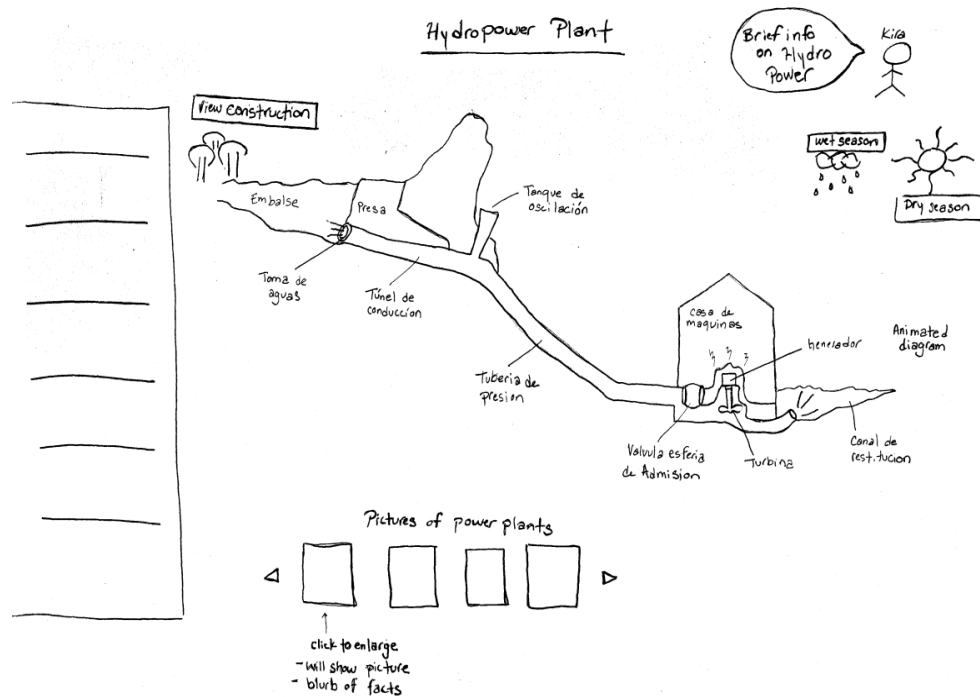 Hydropower Plant
Brief info
on Hydro
Power
Kira
View construction
wet season
Dry season
Embalse
Presa
Tanque de
oscilación
Toma de
aguas
Túnel de
conduccion
Tuberia de
presion
casa de
maquinas
Generador
Animated
diagram
Valvula esferia
de Admision
Turbina
Canal de
restitucion
Pictures of power plants
click to enlarge
- will show picture
- blurb of facts